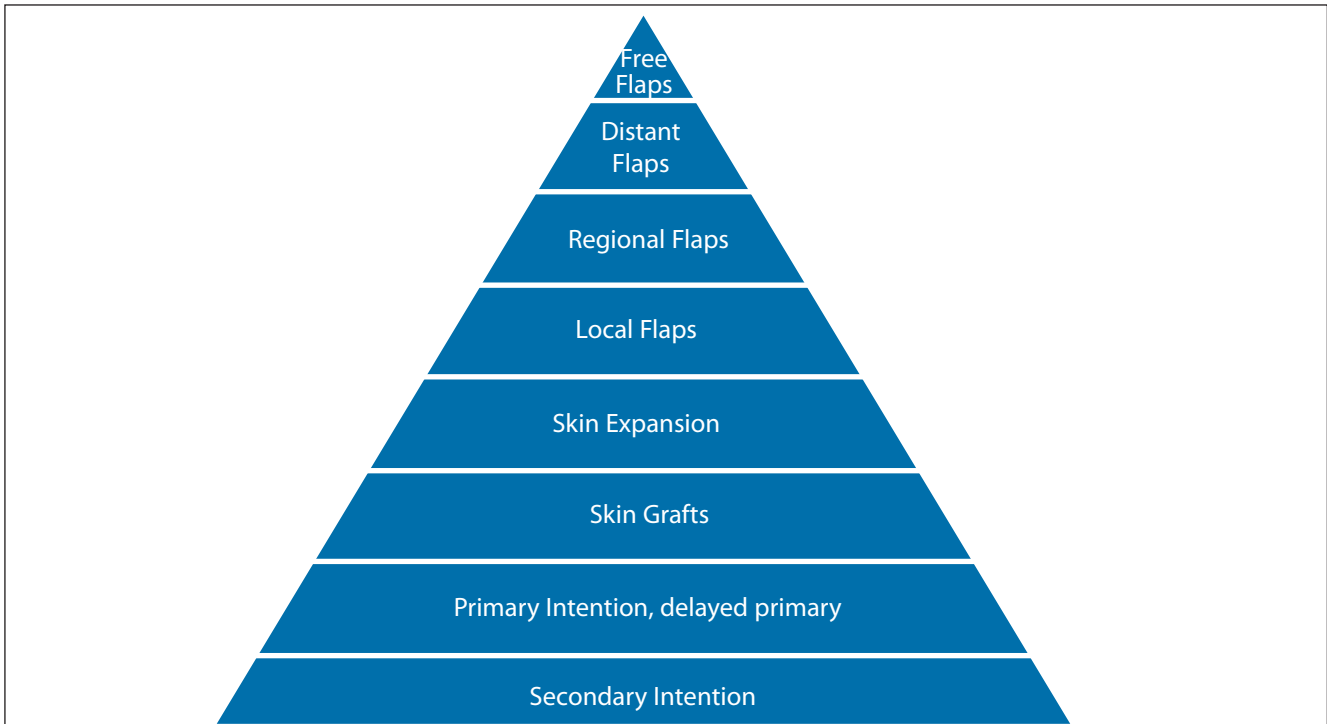 Free
Flaps
Distant
Flaps
Regional Flaps
Local Flaps
Skin Expansion
Skin Grafts
Primary Intention, delayed primary
Secondary Intention